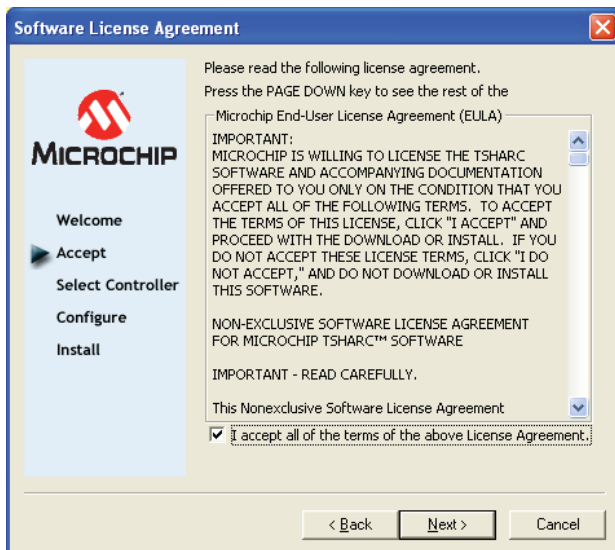 Software License Agreement
MICROCHIP
Welcome
Accept
Select Controller
Configure
Install
Please read the following license agreement.
Press the PAGE DOWN key to see the rest of the
Microchip End-User License Agreement (EULA)
IMPORTANT:
MICROCHIP IS WILLING TO LICENSE THE TSHARC
SOFTWARE AND ACCOMPANYING DOCUMENTATION
OFFERED TO YOU ONLY ON THE CONDITION THAT YOU
ACCEPT ALL OF THE FOLLOWING TERMS.  TO ACCEPT
THE TERMS OF THIS LICENSE, CLICK "I ACCEPT" AND
PROCEED WITH THE DOWNLOAD OR INSTALL.  IF YOU
DO NOT ACCEPT THESE LICENSE TERMS, CLICK "I DO
NOT ACCEPT," AND DO NOT DOWNLOAD OR INSTALL
THIS SOFTWARE.
NON-EXCLUSIVE SOFTWARE LICENSE AGREEMENT
FOR MICROCHIP TSHARC™ SOFTWARE
IMPORTANT - READ CAREFULLY.
This Nonexclusive Software License Agreement
I accept all of the terms of the above License Agreement.
< Back
Next >
Cancel